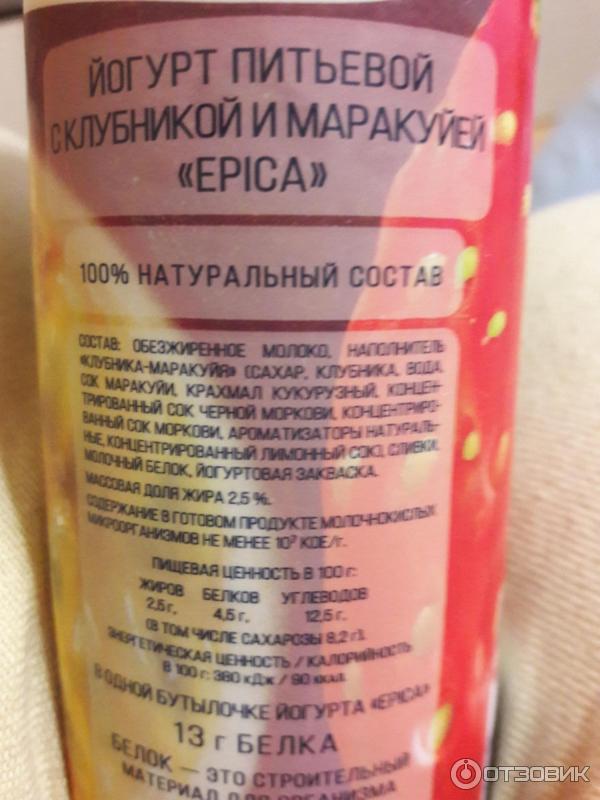 ЙОГУРТ ПИТЬЕВОЙ
С КЛУБНИКОЙ И МАРАКУЙЕЙ
«EPICA»
100% НАТУРАЛЬНЫЙ СОСТАВ
СОСТАВ: ОБЕЗЖИРЕННОЕ МОЛОКО, НАПОЛНИТЕЛЬ
«КЛУБНИКА-МАРАКУЙЯ» (САХАР, КЛУБНИКА, ВОДА,
СОК МАРАКУЙИ, КРАХМАЛ КУКУРУЗНЫЙ, КОНЦЕН-
ТРИРОВАННЫЙ СОК ЧЕРНОЙ МОРКОВИ, КОНЦЕНТРИРО-
ВАННЫЙ СОК МОРКОВИ, АРОМАТИЗАТОРЫ НАТУРАЛЬ-
НЫЕ, КОНЦЕНТРИРОВАННЫЙ ЛИМОННЫЙ СОК), СЛИВКИ,
МОЛОЧНЫЙ БЕЛОК, ЙОГУРТОВАЯ ЗАКВАСКА.
МАССОВАЯ ДОЛЯ ЖИРА 2,5 %.
СОДЕРЖАНИЕ В ГОТОВОМ ПРОДУКТЕ МОЛОЧНОКИСЛЫХ
МИКРООРГАНИЗМОВ НЕ МЕНЕЕ 10⁷ КОЕ/г.
ПИЩЕВАЯ ЦЕННОСТЬ В 100 г:
ЖИРОВ БЕЛКОВ УГЛЕВОДОВ
2,5 г, 4,5 г, 12,5 г,
(В ТОМ ЧИСЛЕ САХАРОЗЫ 8,2 г).
ЭНЕРГЕТИЧЕСКАЯ ЦЕННОСТЬ / КАЛОРИЙНОСТЬ
В 100 г: 380 кДж / 90 ккал.
В ОДНОЙ БУТЫЛОЧКЕ ЙОГУРТА «EPICA»
13 г БЕЛКА
БЕЛОК — ЭТО СТРОИТЕЛЬНЫЙ
МАТЕРИАЛ ДЛЯ ОРГАНИЗМА
ОТЗОВИК